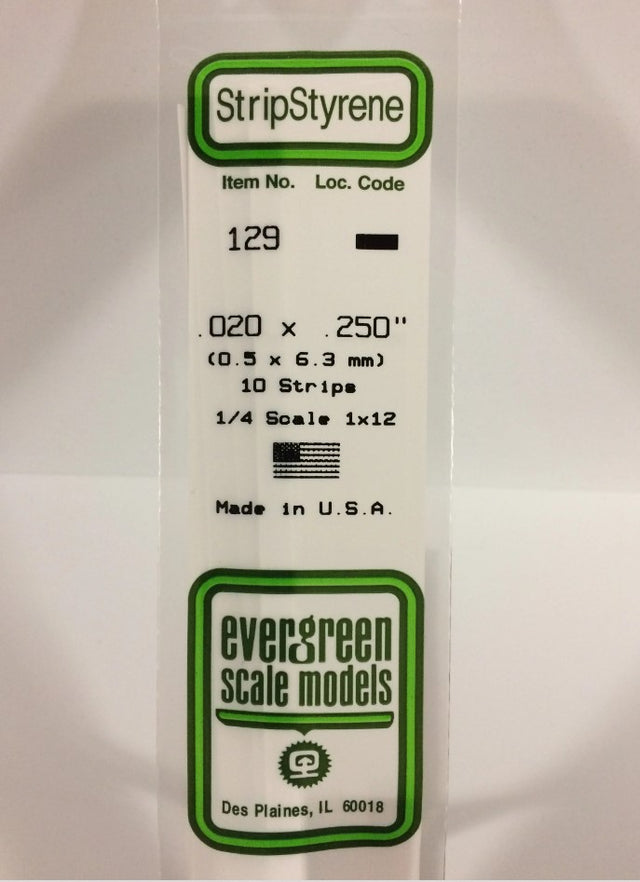 StripStyrene
Item No. Loc. Code
129
.020 x .250"
(0.5 x 6.3 mm)
10 Strips
1/4 Scale 1x12
Made in U.S.A.
evergreen
scale models
Des Plaines, IL 60018